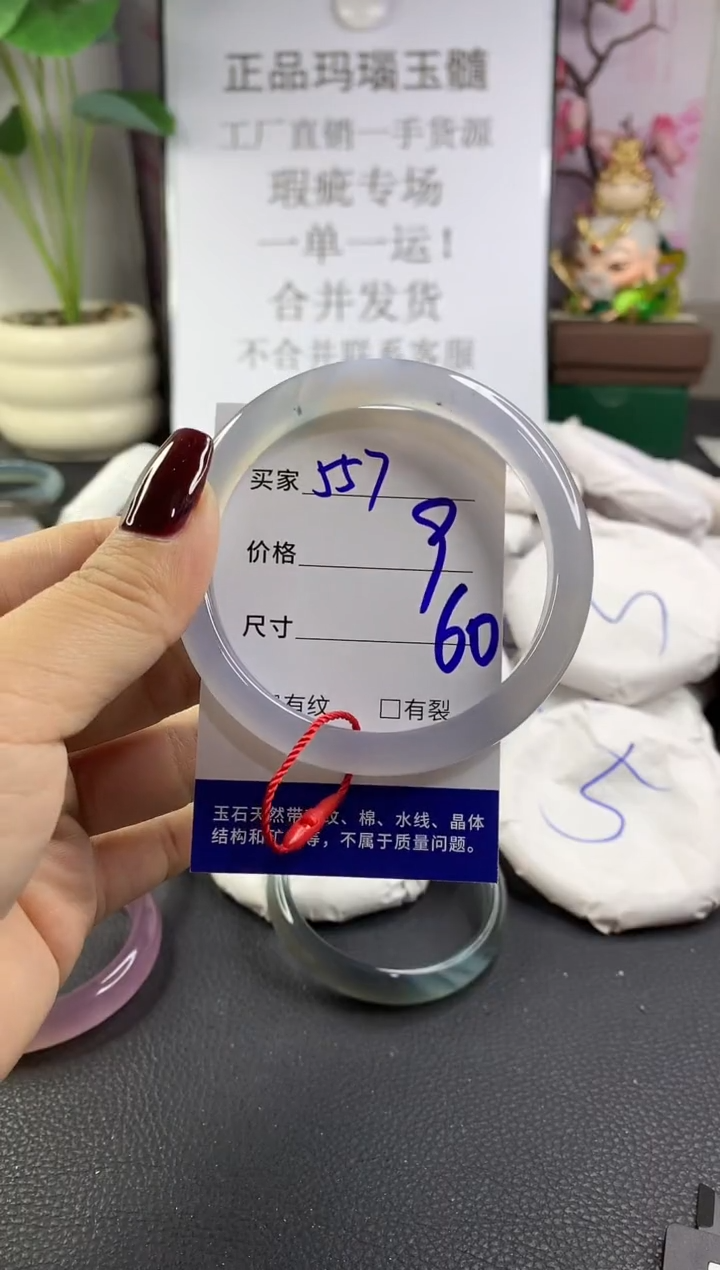 正品玛瑙玉髓
工厂直销一手货源
瑕疵专场
一单一运!
合并发货
不合并联系客服
买家 557
价格 9
尺寸 60
有纹 □有裂
玉石天然带 纹、棉、水线、晶体
结构和矿 等，不属于质量问题。
5